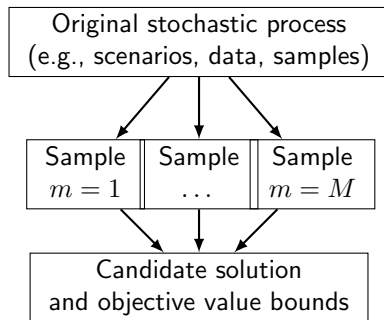 Original stochastic process
(e.g., scenarios, data, samples)
Sample Sample Sample
m = 1 ... m = M
Candidate solution
and objective value bounds